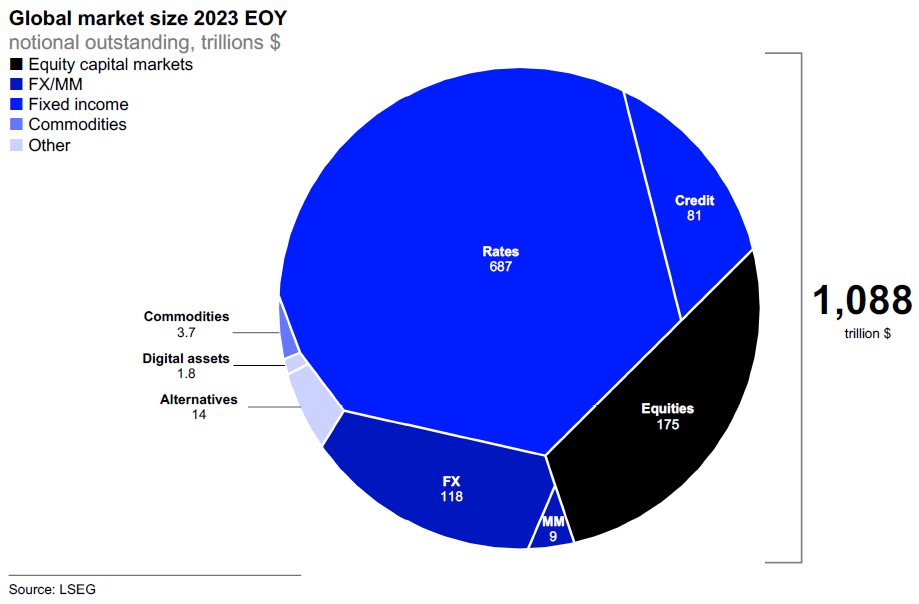 Global market size 2023 EOY
notional outstanding, trillions $
Equity capital markets
FX/MM
Fixed income
Commodities
Other
Credit
81
Rates
687
1,088
trillion $
Commodities
3.7
Digital assets
1.8
Alternatives
14
Equities
175
FX
118
MM
9
Source: LSEG